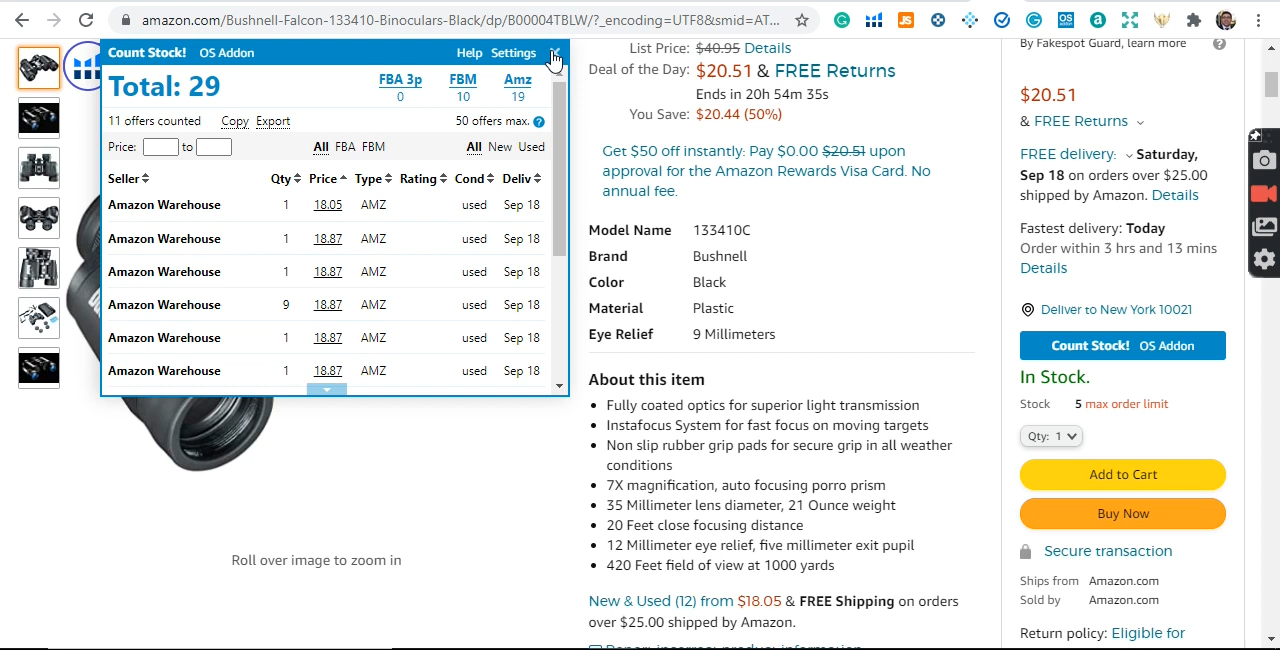 amazon.com/Bushnell-Falcon-133410-Binoculars-Black/dp/B00004TBLW/?_encoding=UTF8&smid=AT...
Count Stock! OS Addon Help Settings
Total: 29
FBA 3p FBM Amz
0 10 19
11 offers counted Copy Export 50 offers max. ?
Price: to All FBA FBM All New Used
Seller Qty Price Type Rating Cond Deliv
Amazon Warehouse 1 18.05 AMZ used Sep 18
Amazon Warehouse 1 18.87 AMZ used Sep 18
Amazon Warehouse 1 18.87 AMZ used Sep 18
Amazon Warehouse 9 18.87 AMZ used Sep 18
Amazon Warehouse 1 18.87 AMZ used Sep 18
Amazon Warehouse 1 18.87 AMZ used Sep 18
Roll over image to zoom in
List Price: $40.95 Details
Deal of the Day: $20.51 & FREE Returns
Ends in 20h 54m 35s
You Save: $20.44 (50%)
Get $50 off instantly: Pay $0.00 $20.51 upon
approval for the Amazon Rewards Visa Card. No
annual fee.
Model Name 133410C
Brand Bushnell
Color Black
Material Plastic
Eye Relief 9 Millimeters
About this item
• Fully coated optics for superior light transmission
• Instafocus System for fast focus on moving targets
• Non slip rubber grip pads for secure grip in all weather
conditions
• 7X magnification, auto focusing porro prism
• 35 Millimeter lens diameter, 21 Ounce weight
• 20 Feet close focusing distance
• 12 Millimeter eye relief, five millimeter exit pupil
• 420 Feet field of view at 1000 yards
New & Used (12) from $18.05 & FREE Shipping on orders
over $25.00 shipped by Amazon.
Report incorrect product information
By Fakespot Guard, learn more ?
$20.51
& FREE Returns
FREE delivery: Saturday,
Sep 18 on orders over $25.00
shipped by Amazon. Details
Fastest delivery: Today
Order within 3 hrs and 13 mins
Details
Deliver to New York 10021
Count Stock! OS Addon
In Stock.
Stock 5 max order limit
Qty: 1
Add to Cart
Buy Now
Secure transaction
Ships from Amazon.com
Sold by Amazon.com
Return policy: Eligible for